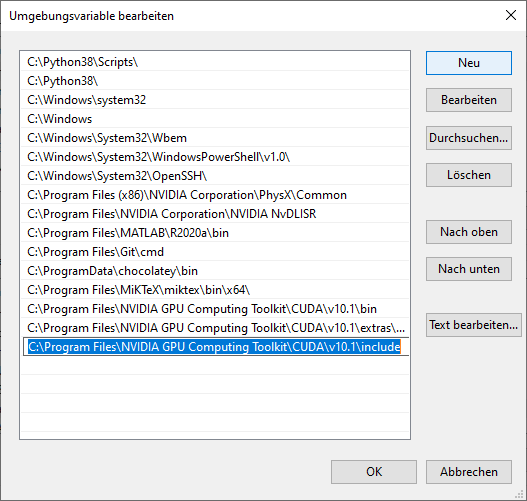 Umgebungsvariable bearbeiten
C:\Python38\Scripts\
C:\Python38\
C:\Windows\system32
C:\Windows
C:\Windows\System32\Wbem
C:\Windows\System32\WindowsPowerShell\v1.0\
C:\Windows\System32\OpenSSH\
C:\Program Files (x86)\NVIDIA Corporation\PhysX\Common
C:\Program Files\NVIDIA Corporation\NVIDIA NvDLISR
C:\Program Files\MATLAB\R2020a\bin
C:\Program Files\Git\cmd
C:\ProgramData\chocolatey\bin
C:\Program Files\MiKTeX\miktex\bin\x64\
C:\Program Files\NVIDIA GPU Computing Toolkit\CUDA\v10.1\bin
C:\Program Files\NVIDIA GPU Computing Toolkit\CUDA\v10.1\extras\...
C:\Program Files\NVIDIA GPU Computing Toolkit\CUDA\v10.1\include
Neu
Bearbeiten
Durchsuchen...
Löschen
Nach oben
Nach unten
Text bearbeiten...
OK
Abbrechen